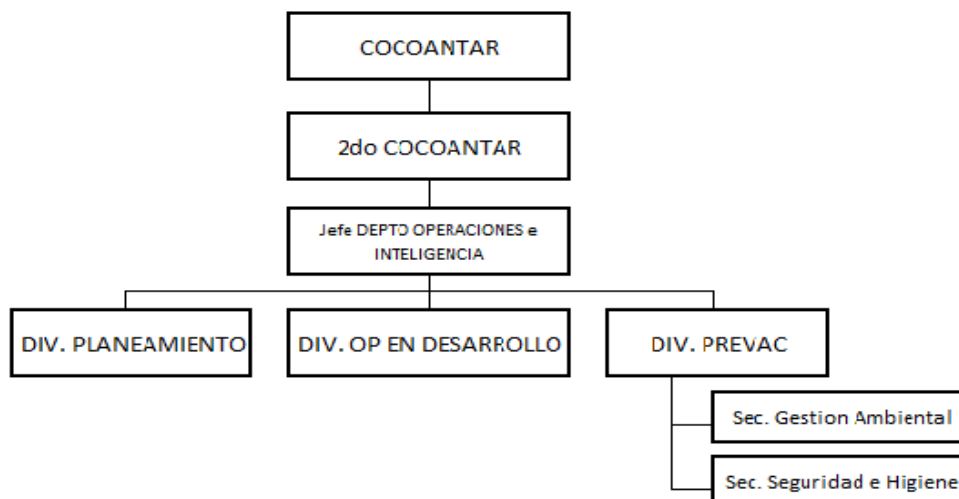 COCOANTAR
2do COCOANTAR
Jefe DEPTO OPERACIONES e
INTELIGENCIA
DIV. PLANEAMIENTO
DIV. OP EN DESARROLLO
DIV. PREVAC
Sec. Gestion Ambiental
Sec. Seguridad e Higiene